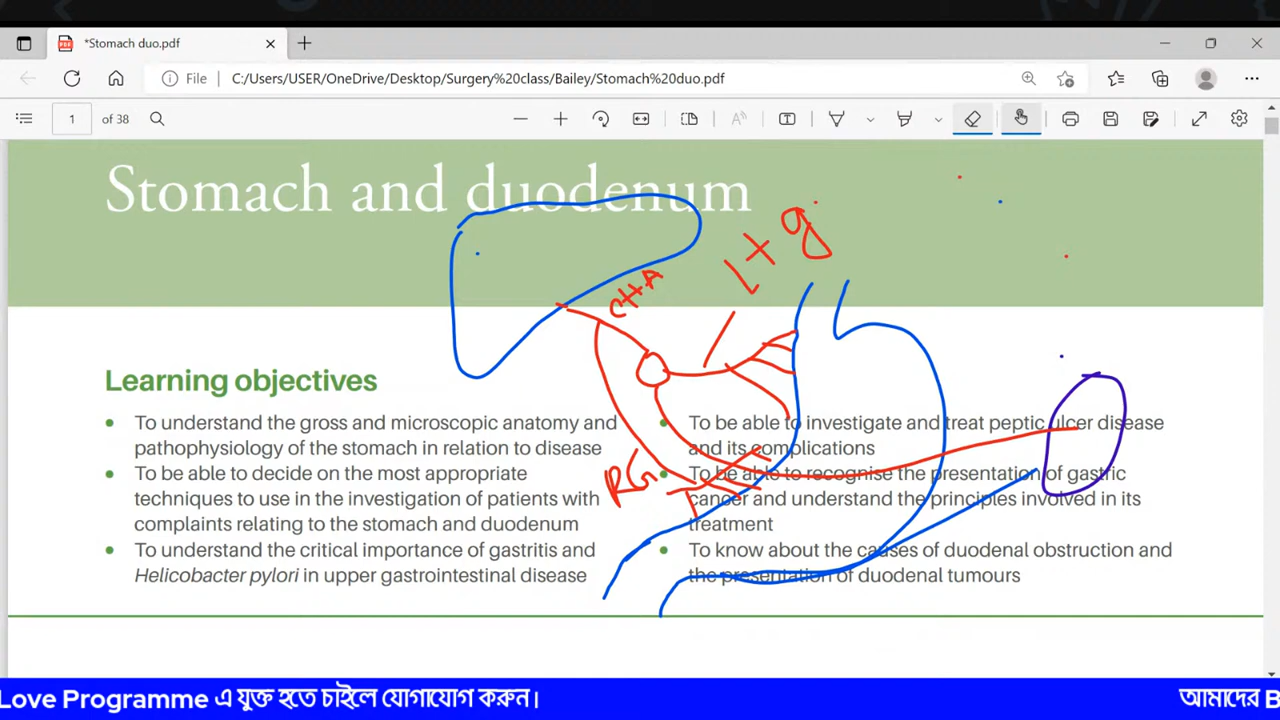 *Stomach duo.pdf
File
C:/Users/USER/OneDrive/Desktop/Surgery%20class/Bailey/Stomach%20duo.pdf
1 of 38
Stomach and duodenum
Lt g
CHA
RG
Learning objectives
To understand the gross and microscopic anatomy and pathophysiology of the stomach in relation to disease
To be able to decide on the most appropriate techniques to use in the investigation of patients with complaints relating to the stomach and duodenum
To understand the critical importance of gastritis and Helicobacter pylori in upper gastrointestinal disease
To be able to investigate and treat peptic ulcer disease and its complications
To be able to recognise the presentation of gastric cancer and understand the principles involved in its treatment
To know about the causes of duodenal obstruction and the presentation of duodenal tumours
Love Programme এ যুক্ত হতে চাইলে যোগাযোগ করুন।
আমাদের B